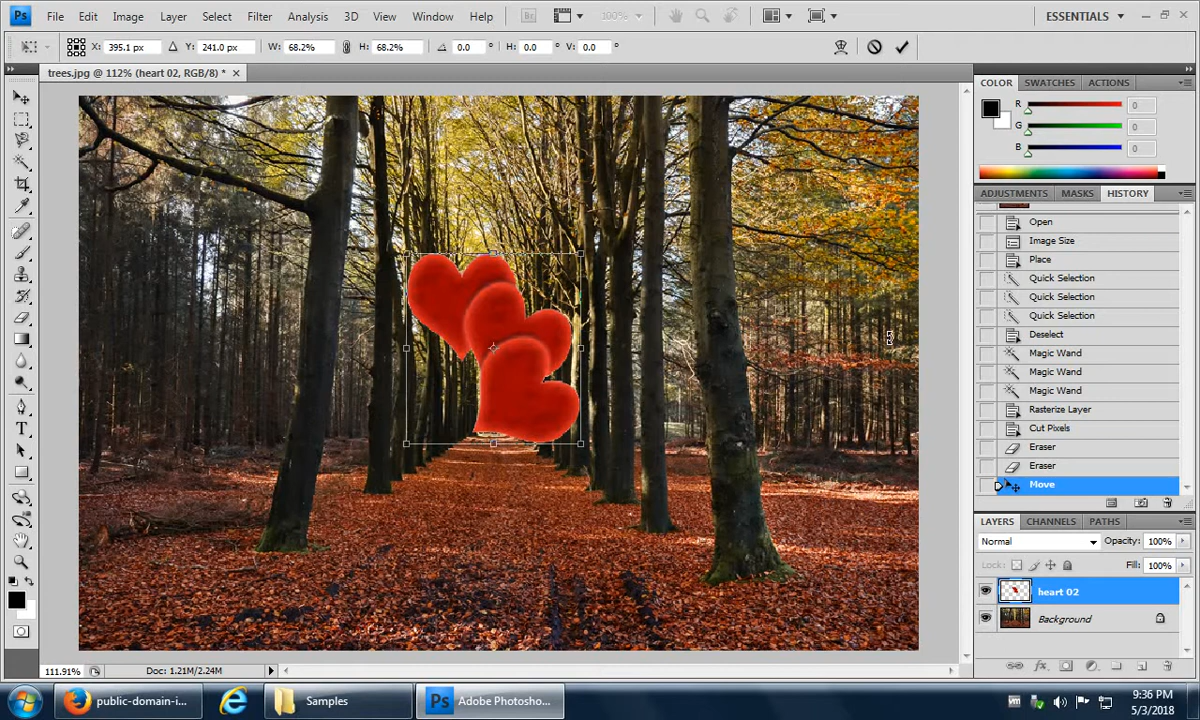 Ps File Edit Image Layer Select Filter Analysis 3D View Window Help Br 100% ESSENTIALS
X: 395.1 px Y: 241.0 px W: 68.2% H: 68.2% 0.0 ° H: 0.0 ° V: 0.0 °
trees.jpg @ 112% (heart 02, RGB/8) * ×
COLOR SWATCHES ACTIONS
R 0
G 0
B 0
ADJUSTMENTS MASKS HISTORY
Open
Image Size
Place
Quick Selection
Quick Selection
Quick Selection
Deselect
Magic Wand
Magic Wand
Magic Wand
Rasterize Layer
Cut Pixels
Eraser
Eraser
Move
LAYERS CHANNELS PATHS
Normal Opacity: 100%
Lock: Fill: 100%
heart 02
Background
111.91% Doc: 1.21M/2.24M
public-domain-i... Samples Ps Adobe Photosho...
9:36 PM
5/3/2018